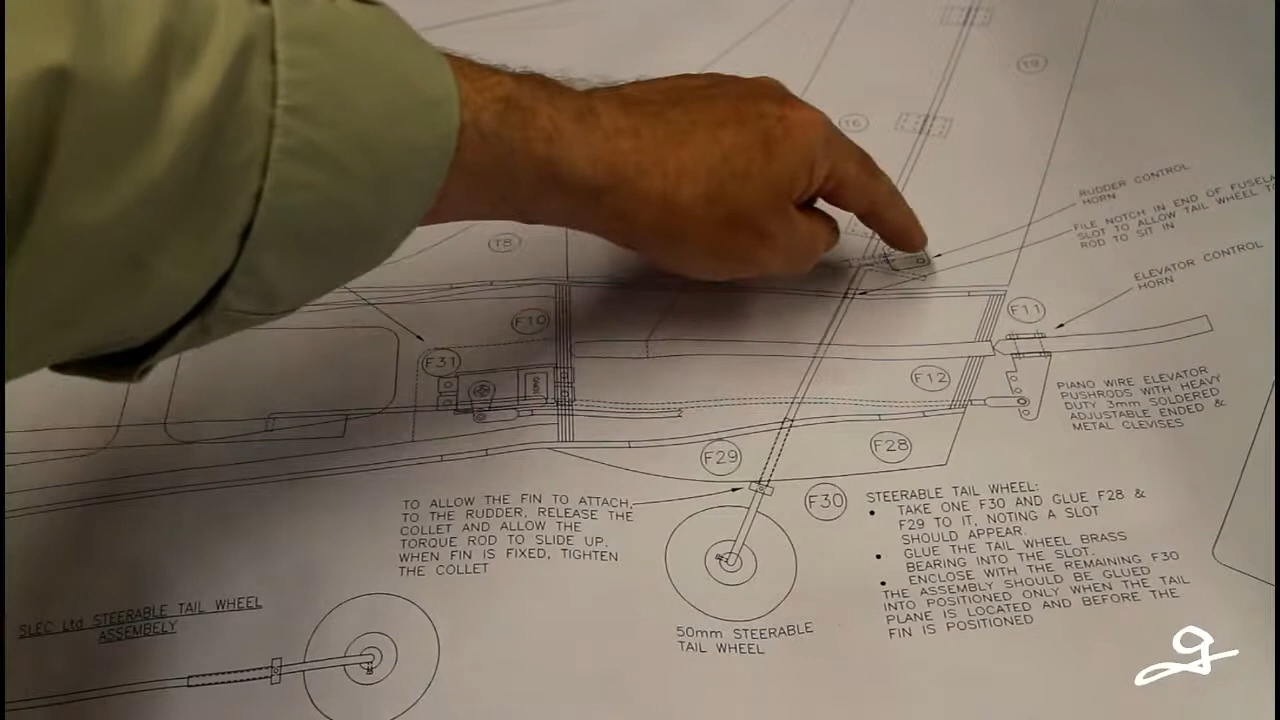 T9
T6
RUDDER CONTROL
HORN
FILE NOTCH IN END OF FUSELA
SLOT TO ALLOW TAIL WHEEL TO
ROD TO SIT IN
T8
ELEVATOR CONTROL
HORN
F10
F11
F31
F12
PIANO WIRE ELEVATOR
PUSHRODS WITH HEAVY
DUTY 3mm SOLDERED
ADJUSTABLE ENDED &
METAL CLEVISES
F29
F28
F30
TO ALLOW THE FIN TO ATTACH,
TO THE RUDDER, RELEASE THE
COLLET AND ALLOW THE
TORQUE ROD TO SLIDE UP,
WHEN FIN IS FIXED, TIGHTEN
THE COLLET
STEERABLE TAIL WHEEL:
• TAKE ONE F30 AND GLUE F28 &
F29 TO IT, NOTING A SLOT
SHOULD APPEAR.
• GLUE THE TAIL WHEEL BRASS
BEARING INTO THE SLOT.
• ENCLOSE WITH THE REMAINING F30
THE ASSEMBLY SHOULD BE GLUED
INTO POSITIONED ONLY WHEN THE TAIL
PLANE IS LOCATED AND BEFORE THE
FIN IS POSITIONED
SLEC Ltd STEERABLE TAIL WHEEL
ASSEMBELY
50mm STEERABLE
TAIL WHEEL